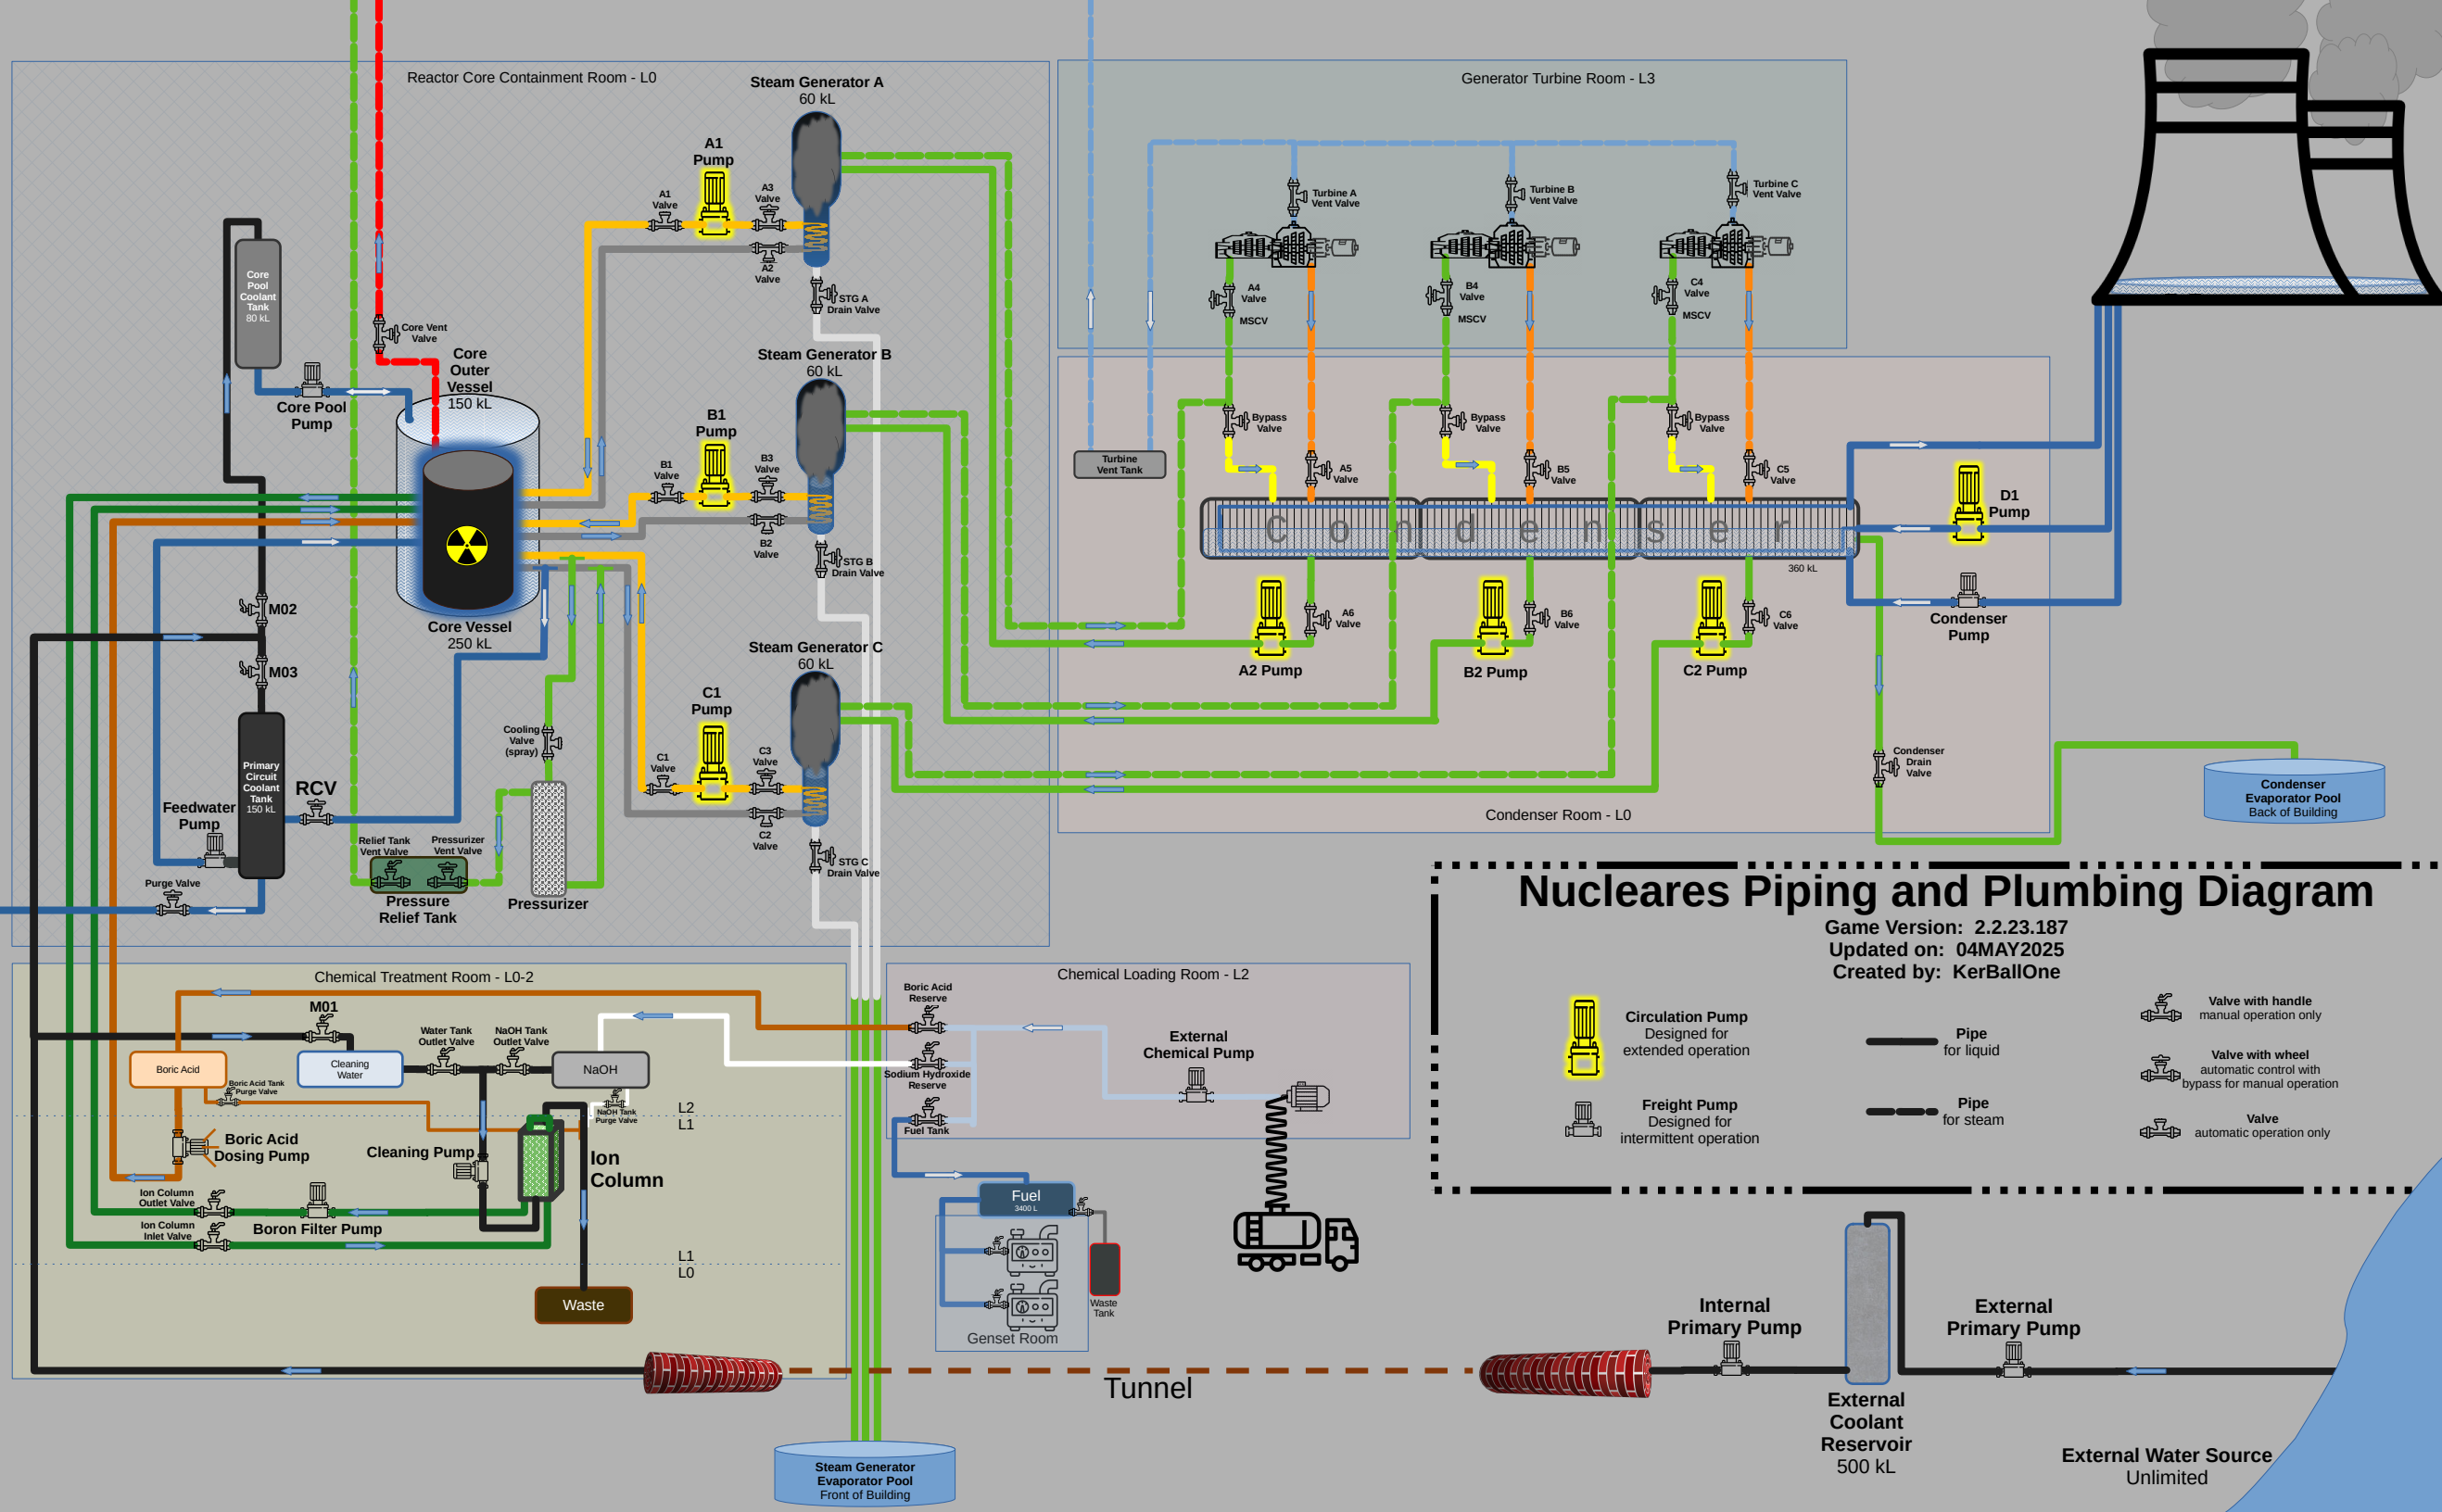 Reactor Core Containment Room - L0
Steam Generator A
60 kL
A1
Pump
A1
Valve
A3
Valve
A2
Valve
STG A
Drain Valve
Core
Pool
Coolant
Tank
80 kL
Core Vent
Valve
Core Pool
Pump
Core
Outer
Vessel
150 kL
Steam Generator B
60 kL
B1
Pump
B1
Valve
B3
Valve
B2
Valve
STG B
Drain Valve
M02
M03
Core Vessel
250 kL
Steam Generator C
60 kL
C1
Pump
C1
Valve
C3
Valve
C2
Valve
STG C
Drain Valve
Cooling
Valve
(spray)
Primary
Circuit
Coolant
Tank
150 kL
RCV
Feedwater
Pump
Relief Tank
Vent Valve
Pressurizer
Vent Valve
Purge Valve
Pressure
Relief Tank
Pressurizer
Generator Turbine Room - L3
Turbine A
Vent Valve
Turbine B
Vent Valve
Turbine C
Vent Valve
A4
Valve
MSCV
B4
Valve
MSCV
C4
Valve
MSCV
Bypass
Valve
Bypass
Valve
Bypass
Valve
Turbine
Vent Tank
A5
Valve
B5
Valve
C5
Valve
Condenser
360 kL
D1
Pump
A6
Valve
B6
Valve
C6
Valve
A2 Pump
B2 Pump
C2 Pump
Condenser
Pump
Condenser
Drain
Valve
Condenser Room - L0
Condenser
Evaporator Pool
Back of Building
Nucleares Piping and Plumbing Diagram
Game Version: 2.2.23.187
Updated on: 04MAY2025
Created by: KerBallOne
Circulation Pump
Designed for
extended operation
Freight Pump
Designed for
intermittent operation
Pipe
for liquid
Pipe
for steam
Valve with handle
manual operation only
Valve with wheel
automatic control with
bypass for manual operation
Valve
automatic operation only
Chemical Treatment Room - L0-2
M01
Water Tank
Outlet Valve
NaOH Tank
Outlet Valve
Boric Acid
Cleaning
Water
NaOH
Boric Acid Tank
Purge Valve
NaOH Tank
Purge Valve
L2
L1
Boric Acid
Dosing Pump
Cleaning Pump
Ion
Column
Ion Column
Outlet Valve
Boron Filter Pump
Ion Column
Inlet Valve
L1
L0
Waste
Chemical Loading Room - L2
Boric Acid
Reserve
Sodium Hydroxide
Reserve
Fuel Tank
External
Chemical Pump
Fuel
3400 L
Waste
Tank
Genset Room
Tunnel
Steam Generator
Evaporator Pool
Front of Building
Internal
Primary Pump
External
Primary Pump
External
Coolant
Reservoir
500 kL
External Water Source
Unlimited